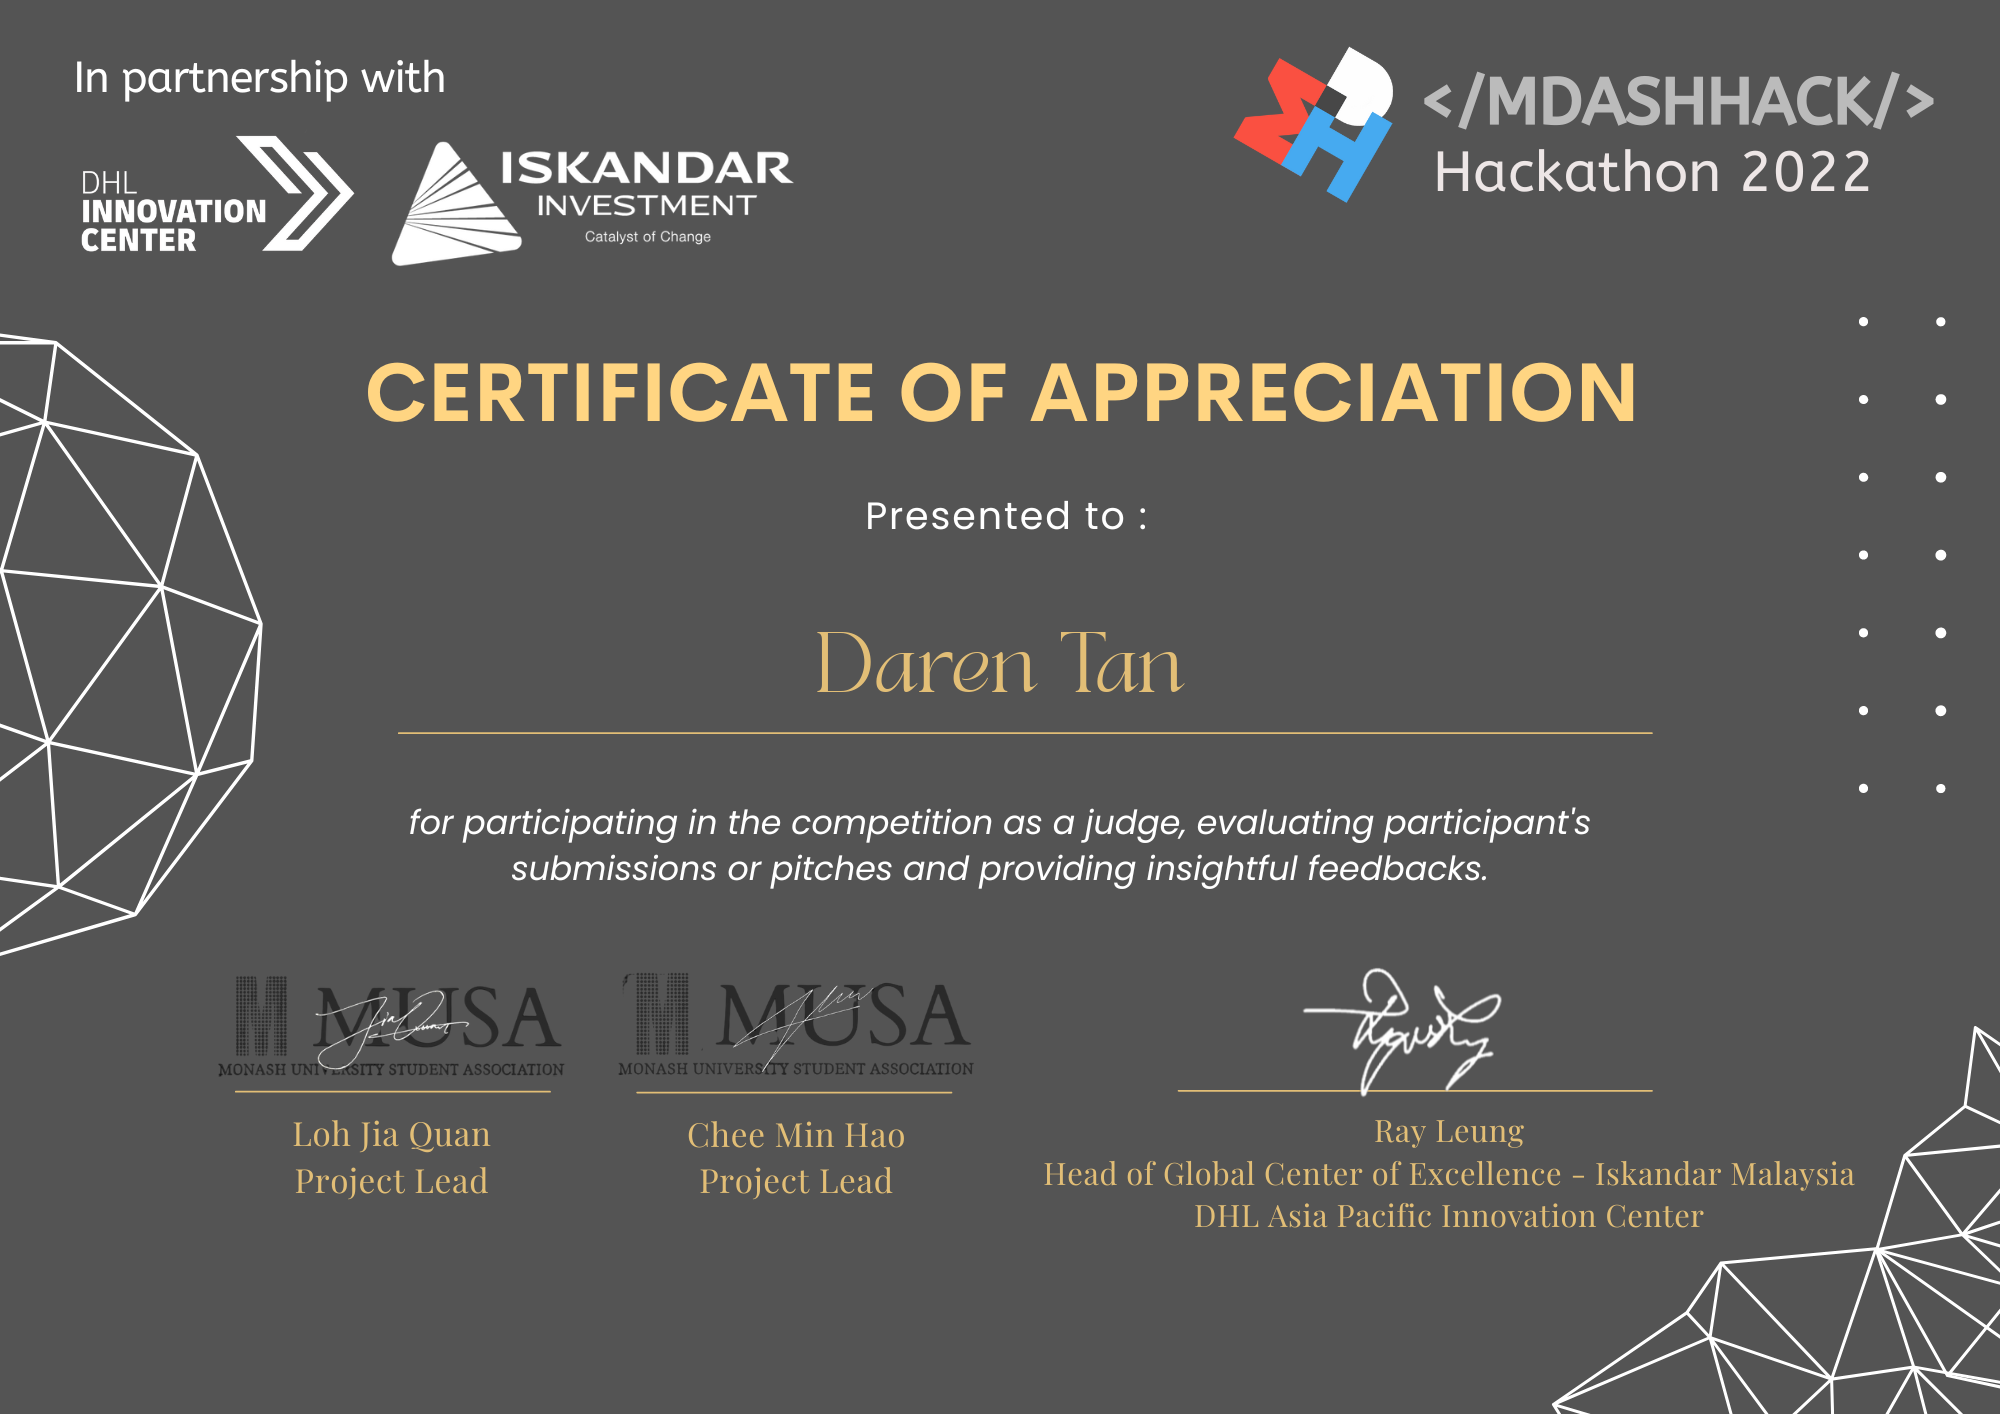 In partnership with
DHL
INNOVATION
CENTER
ISKANDAR
INVESTMENT
Catalyst of Change
MDH
</MDASHHACK/>
Hackathon 2022
CERTIFICATE OF APPRECIATION
Presented to :
Daren Tan
for participating in the competition as a judge, evaluating participant's
submissions or pitches and providing insightful feedbacks.
M MUSA
MONASH UNIVERSITY STUDENT ASSOCIATION
Loh Jia Quan
Project Lead
M MUSA
MONASH UNIVERSITY STUDENT ASSOCIATION
Chee Min Hao
Project Lead
Ray Leung
Head of Global Center of Excellence - Iskandar Malaysia
DHL Asia Pacific Innovation Center